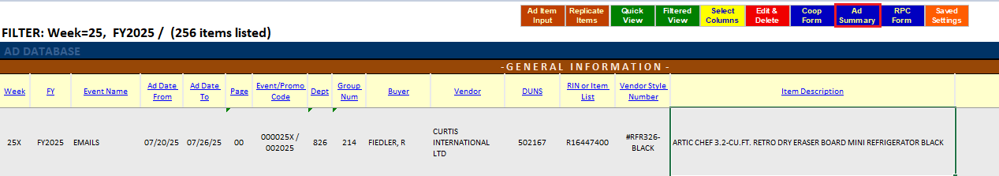 Ad Item Input
Replicate Items
Quick View
Filtered View
Select Columns
Edit & Delete
Coop Form
Ad Summary
RPC Form
Saved Settings
FILTER: Week=25, FY2025 / (256 items listed)
AD DATABASE
-GENERAL INFORMATION -
Week
FY
Event Name
Ad Date From
Ad Date To
Page
Event/Promo Code
Dept
Group Num
Buyer
Vendor
DUNS
RIN or Item List
Vendor Style Number
Item Description
25X
FY2025
EMAILS
07/20/25
07/26/25
00
000025X / 002025
826
214
FIEDLER, R
CURTIS INTERNATIONAL LTD
502167
R16447400
#RFR326-BLACK
ARTIC CHEF 3.2-CU.FT. RETRO DRY ERASER BOARD MINI REFRIGERATOR BLACK